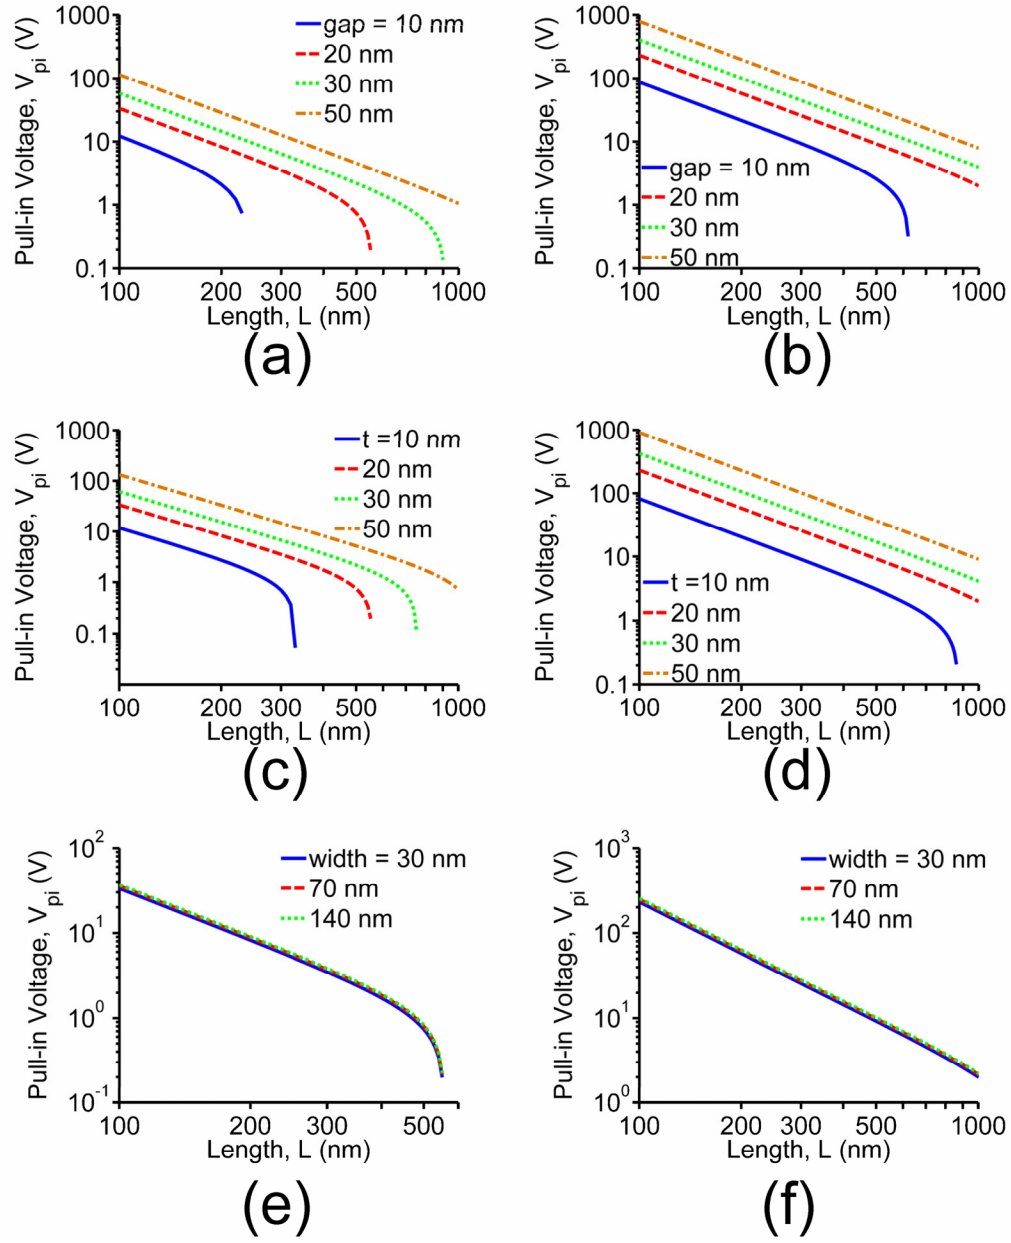 1000
100
10
1
0.1
Pull-in Voltage, Vpi (V)
gap = 10 nm
20 nm
30 nm
50 nm
100 200 300 500 1000
Length, L (nm)
(a)
1000
100
10
1
0.1
Pull-in Voltage, Vpi (V)
gap = 10 nm
20 nm
30 nm
50 nm
100 200 300 500 1000
Length, L (nm)
(b)
1000
100
10
1
0.1
Pull-in Voltage, Vpi (V)
t =10 nm
20 nm
30 nm
50 nm
100 200 300 500 1000
Length, L (nm)
(c)
1000
100
10
1
0.1
Pull-in Voltage, Vpi (V)
t =10 nm
20 nm
30 nm
50 nm
100 200 300 500 1000
Length, L (nm)
(d)
10^2
10^1
10^0
10^-1
Pull-in Voltage, Vpi (V)
width = 30 nm
70 nm
140 nm
100 200 300 500
Length, L (nm)
(e)
10^3
10^2
10^1
10^0
Pull-in Voltage, Vpi (V)
width = 30 nm
70 nm
140 nm
100 200 300 500 1000
Length, L (nm)
(f)